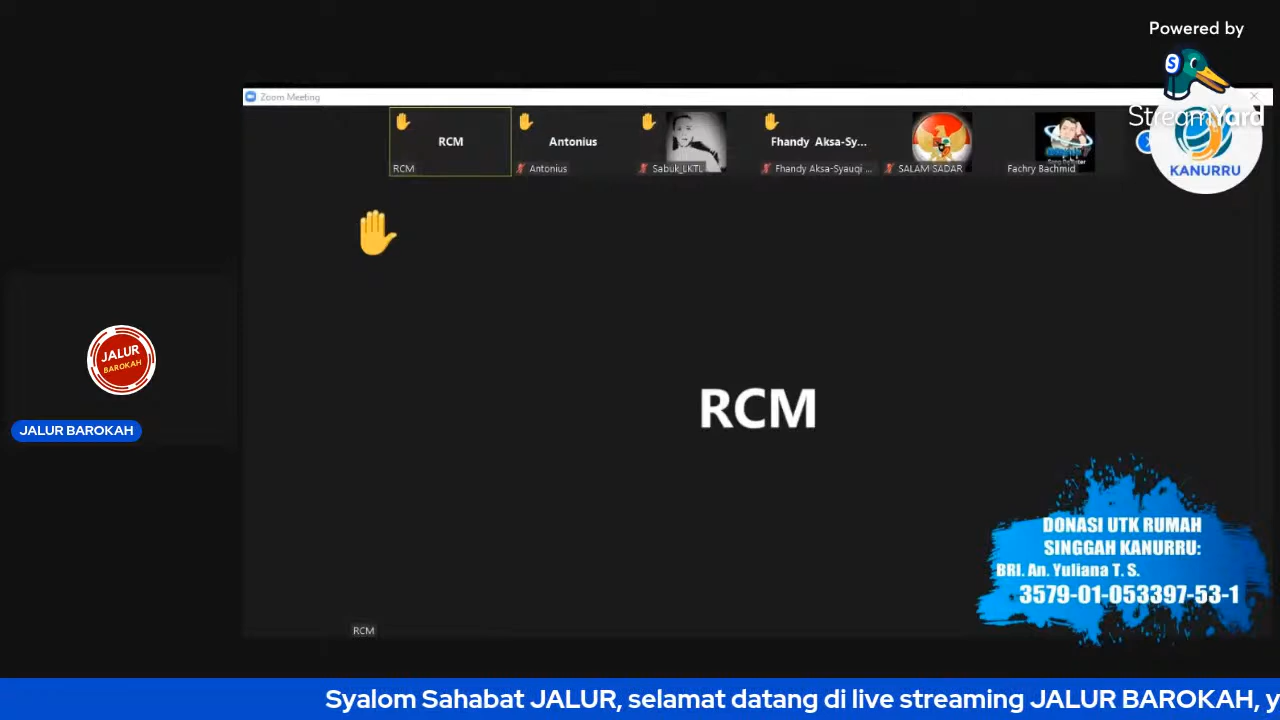 Powered by
StreamYard
Zoom Meeting
RCM
Antonius
Fhandy Aksa-Sy...
RCM
Antonius
Sabuk_LKTL
Fhandy Aksa-Syauqi ...
SALAM SADAR
Fachry Bachmid
KANURRU
JALUR
BAROKAH
JALUR BAROKAH
RCM
DONASI UTK RUMAH
SINGGAH KANURRU:
BRI. An. Yuliana T. S.
3579-01-053397-53-1
RCM
Syalom Sahabat JALUR, selamat datang di live streaming JALUR BAROKAH, y